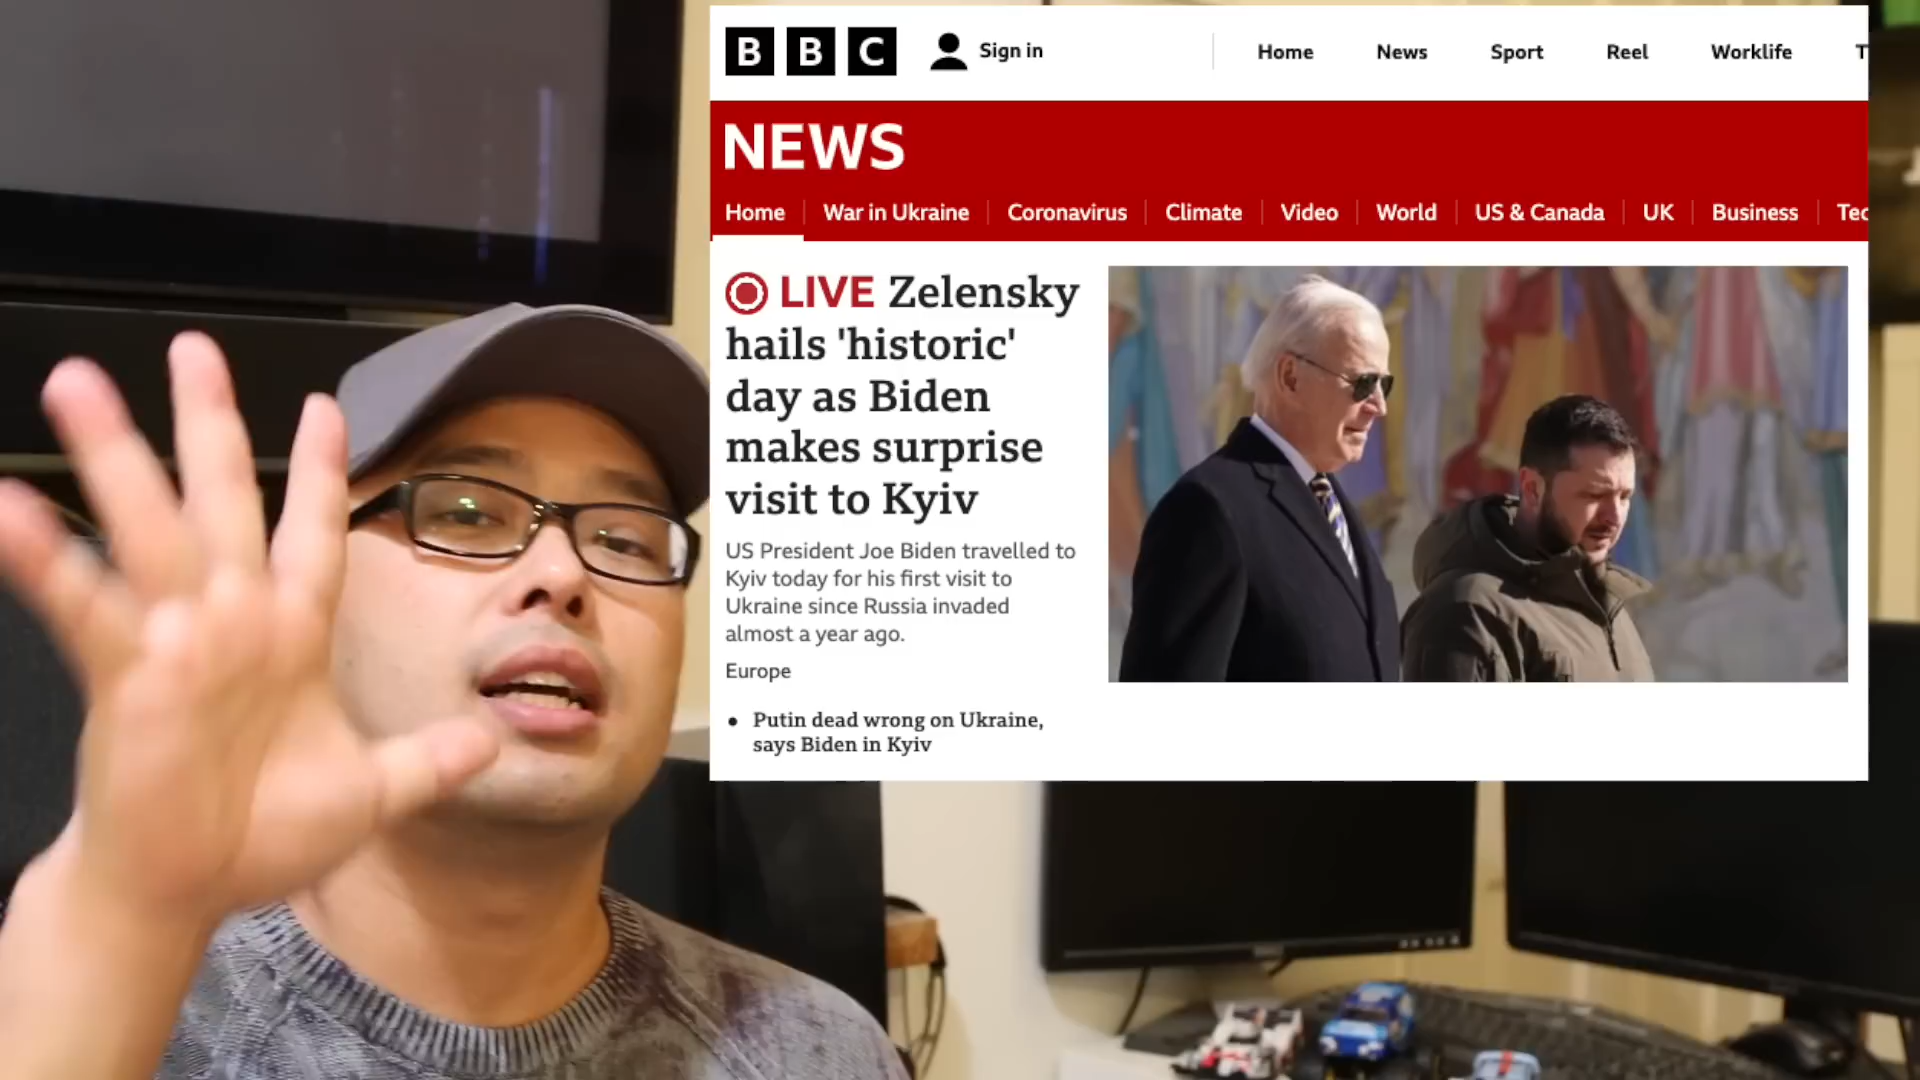 BBC Sign in Home News Sport Reel Worklife T
NEWS
Home War in Ukraine Coronavirus Climate Video World US & Canada UK Business Tec
LIVE Zelensky
hails 'historic'
day as Biden
makes surprise
visit to Kyiv
US President Joe Biden travelled to
Kyiv today for his first visit to
Ukraine since Russia invaded
almost a year ago.
Europe
• Putin dead wrong on Ukraine,
says Biden in Kyiv